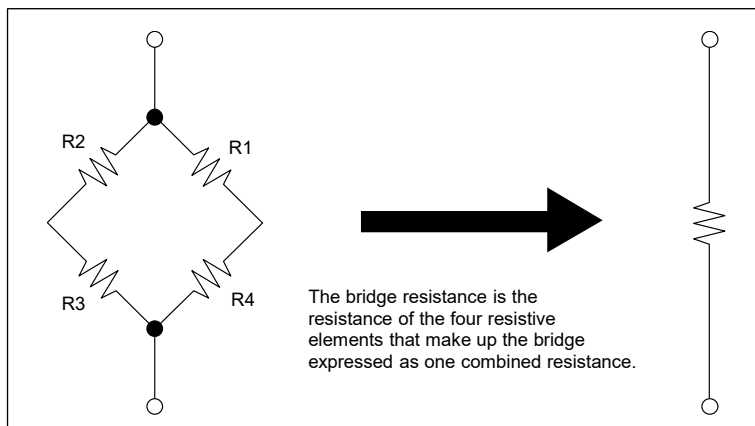 R2
R1
R3
R4
The bridge resistance is the
resistance of the four resistive
elements that make up the bridge
expressed as one combined resistance.